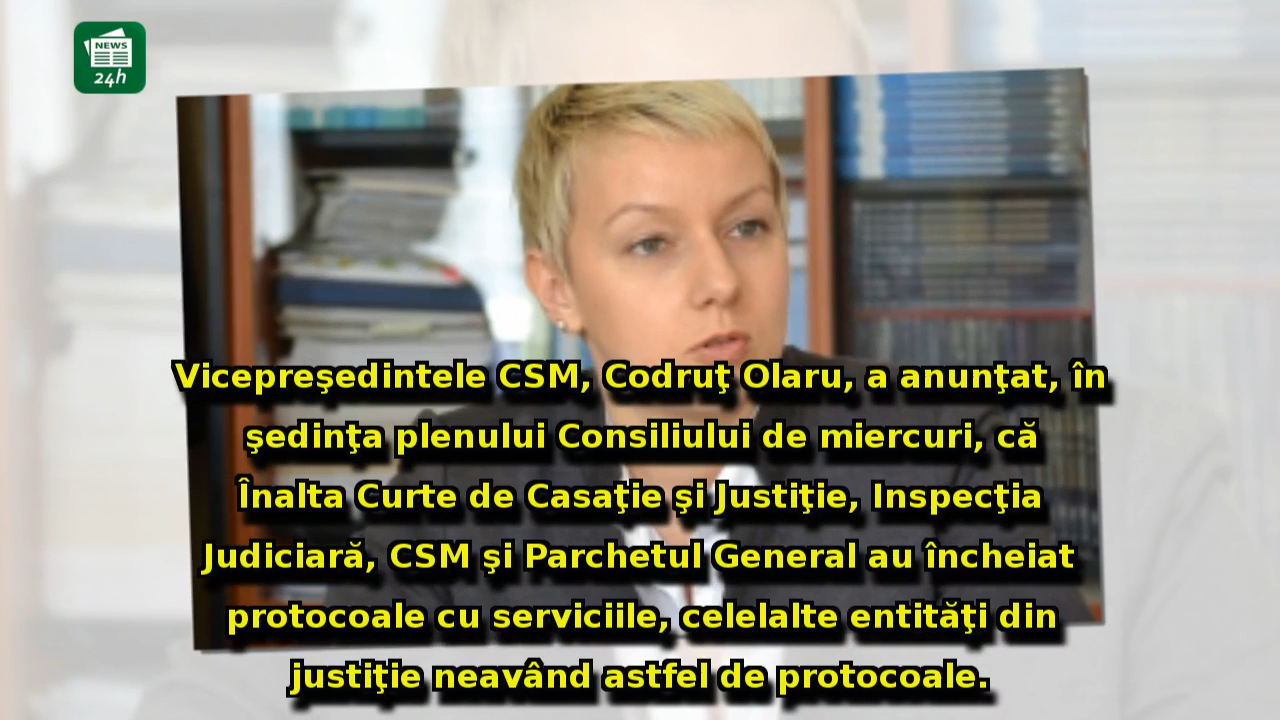 NEWS
24h
Vicepreşedintele CSM, Codruţ Olaru, a anunţat, în
şedinţa plenului Consiliului de miercuri, că
Înalta Curte de Casaţie şi Justiţie, Inspecţia
Judiciară, CSM şi Parchetul General au încheiat
protocoale cu serviciile, celelalte entităţi din
justiţie neavând astfel de protocoale.